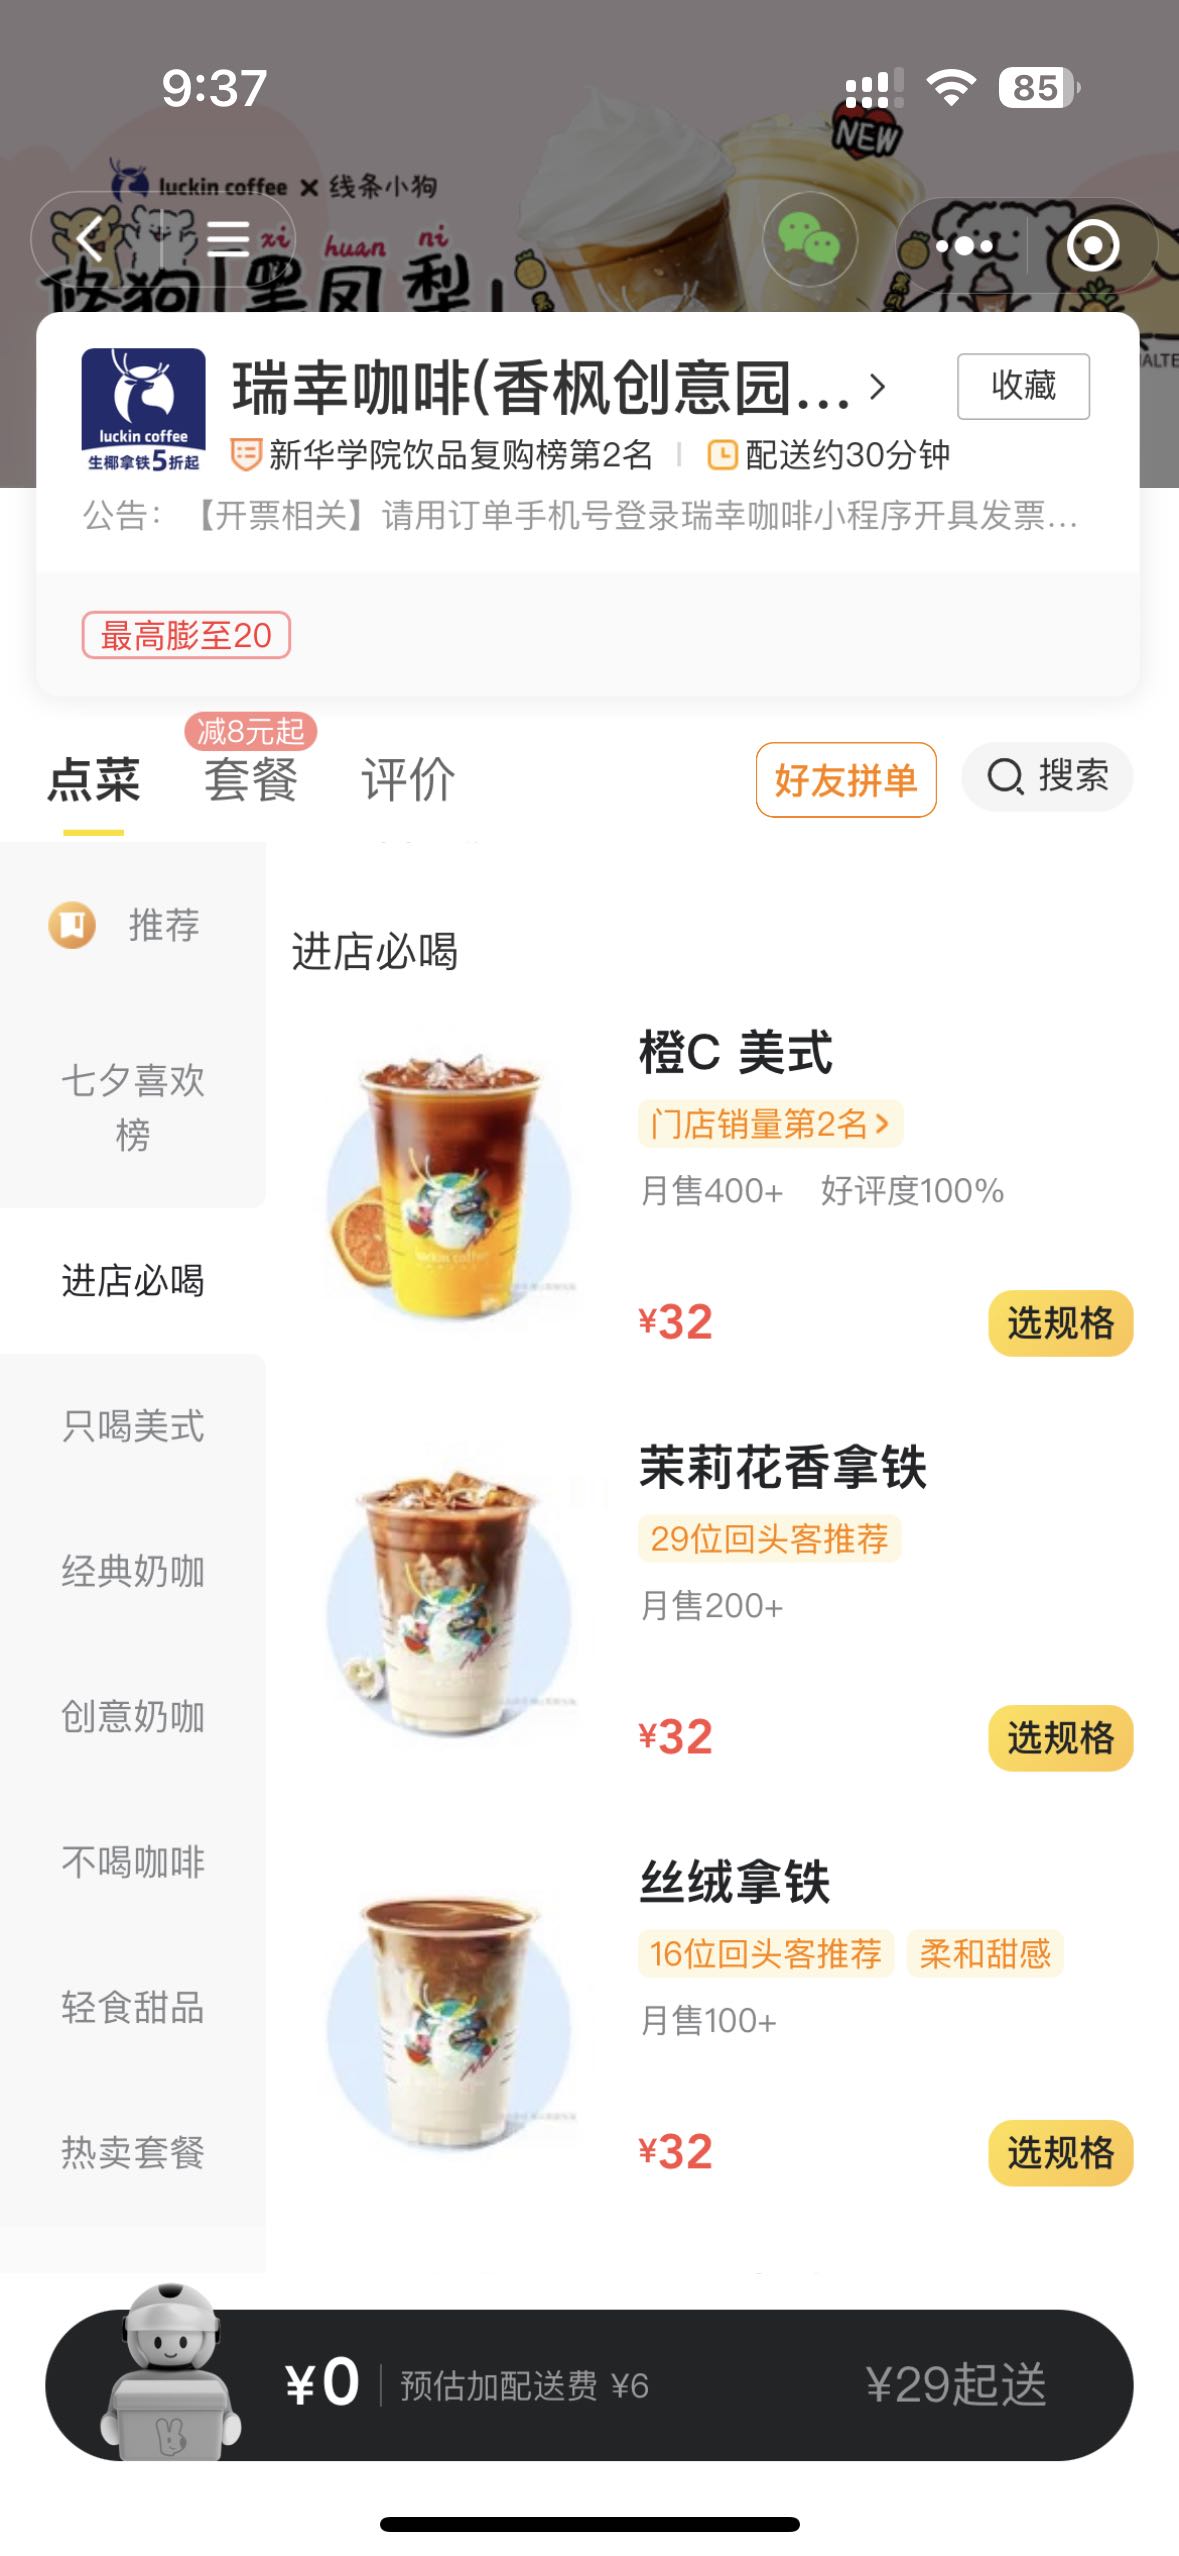 9:37
85
NEW
luckin coffee × 线条小狗
xi huan ni
修狗 黑凤梨
瑞幸咖啡(香枫创意园...
收藏
luckin coffee
生椰拿铁5折起
新华学院饮品复购榜第2名
配送约30分钟
公告：【开票相关】请用订单手机号登录瑞幸咖啡小程序开具发票...
最高膨至20
减8元起
点菜 套餐 评价
好友拼单
搜索
推荐
七夕喜欢
榜
进店必喝
只喝美式
经典奶咖
创意奶咖
不喝咖啡
轻食甜品
热卖套餐
进店必喝
橙C 美式
门店销量第2名
月售400+ 好评度100%
¥32
选规格
茉莉花香拿铁
29位回头客推荐
月售200+
¥32
选规格
丝绒拿铁
16位回头客推荐 柔和甜感
月售100+
¥32
选规格
¥0 预估加配送费 ¥6
¥29起送